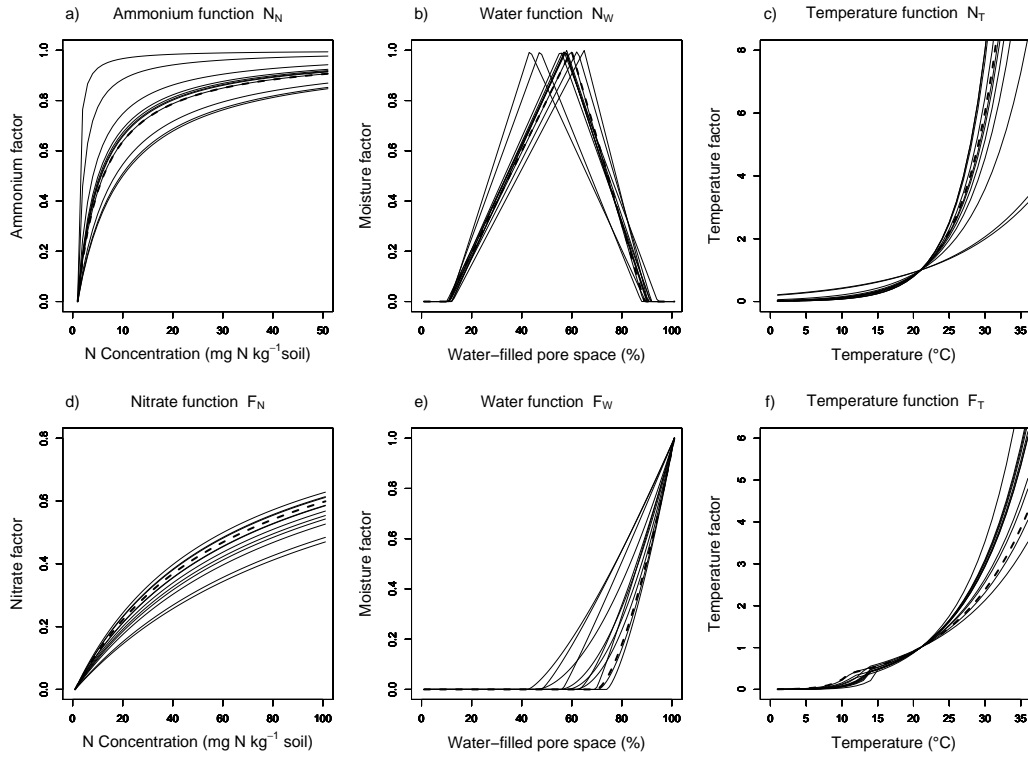 a) Ammonium function N_N
Ammonium factor
0.0 0.2 0.4 0.6 0.8 1.0
0 10 20 30 40 50
N Concentration (mg N kg⁻¹soil)
b) Water function N_W
Moisture factor
0.0 0.2 0.4 0.6 0.8 1.0
0 20 40 60 80 100
Water−filled pore space (%)
c) Temperature function N_T
Temperature factor
0 2 4 6 8
0 5 10 15 20 25 30 35
Temperature (°C)
d) Nitrate function F_N
Nitrate factor
0.0 0.2 0.4 0.6 0.8
0 20 40 60 80 100
N Concentration (mg N kg⁻¹ soil)
e) Water function F_W
Moisture factor
0.0 0.2 0.4 0.6 0.8 1.0
0 20 40 60 80 100
Water−filled pore space (%)
f) Temperature function F_T
Temperature factor
0 1 2 3 4 5 6
0 5 10 15 20 25 30 35
Temperature (°C)